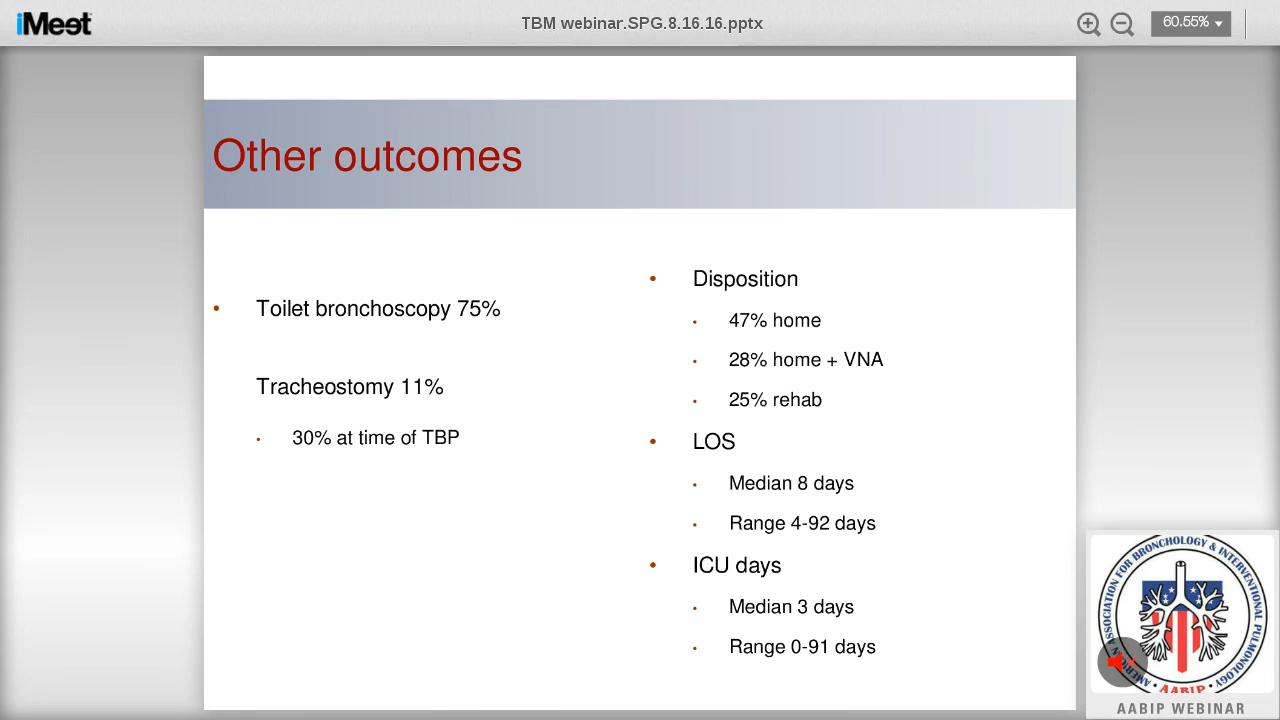 iMeet
TBM webinar.SPG.8.16.16.pptx
60.55%
Other outcomes
• Toilet bronchoscopy 75%
Tracheostomy 11%
• 30% at time of TBP
• Disposition
• 47% home
• 28% home + VNA
• 25% rehab
• LOS
• Median 8 days
• Range 4-92 days
• ICU days
• Median 3 days
• Range 0-91 days
AMERICAN ASSOCIATION FOR BRONCHOLOGY & INTERVENTIONAL PULMONOLOGY
• AABIP •
AABIP WEBINAR